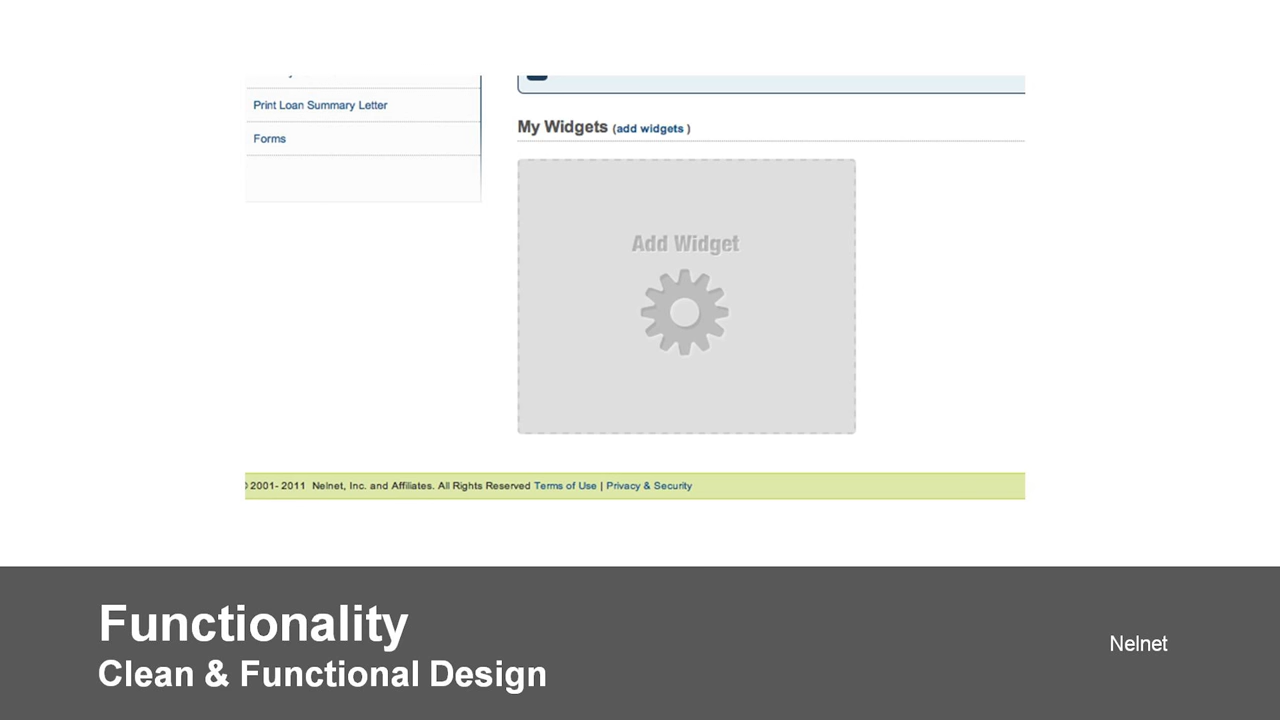 Print Loan Summary Letter
Forms
My Widgets (add widgets )
Add Widget
2001- 2011 Nelnet, Inc. and Affiliates. All Rights Reserved Terms of Use | Privacy & Security
Functionality
Clean & Functional Design
Nelnet